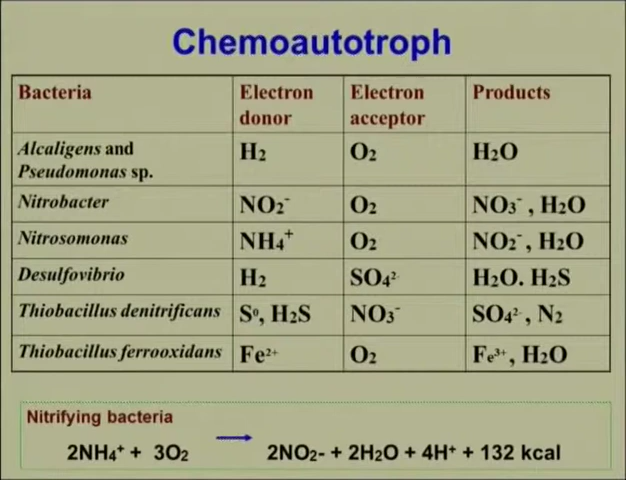 Chemoautotroph
Bacteria Electron donor Electron acceptor Products
Alcaligens and Pseudomonas sp. H₂ O₂ H₂O
Nitrobacter NO₂⁻ O₂ NO₃⁻ , H₂O
Nitrosomonas NH₄⁺ O₂ NO₂⁻, H₂O
Desulfovibrio H₂ SO₄²⁻ H₂O. H₂S
Thiobacillus denitrificans S⁰, H₂S NO₃⁻ SO₄²⁻, N₂
Thiobacillus ferrooxidans Fe²⁺ O₂ Fe³⁺, H₂O
Nitrifying bacteria
2NH₄⁺ + 3O₂ → 2NO₂- + 2H₂O + 4H⁺ + 132 kcal